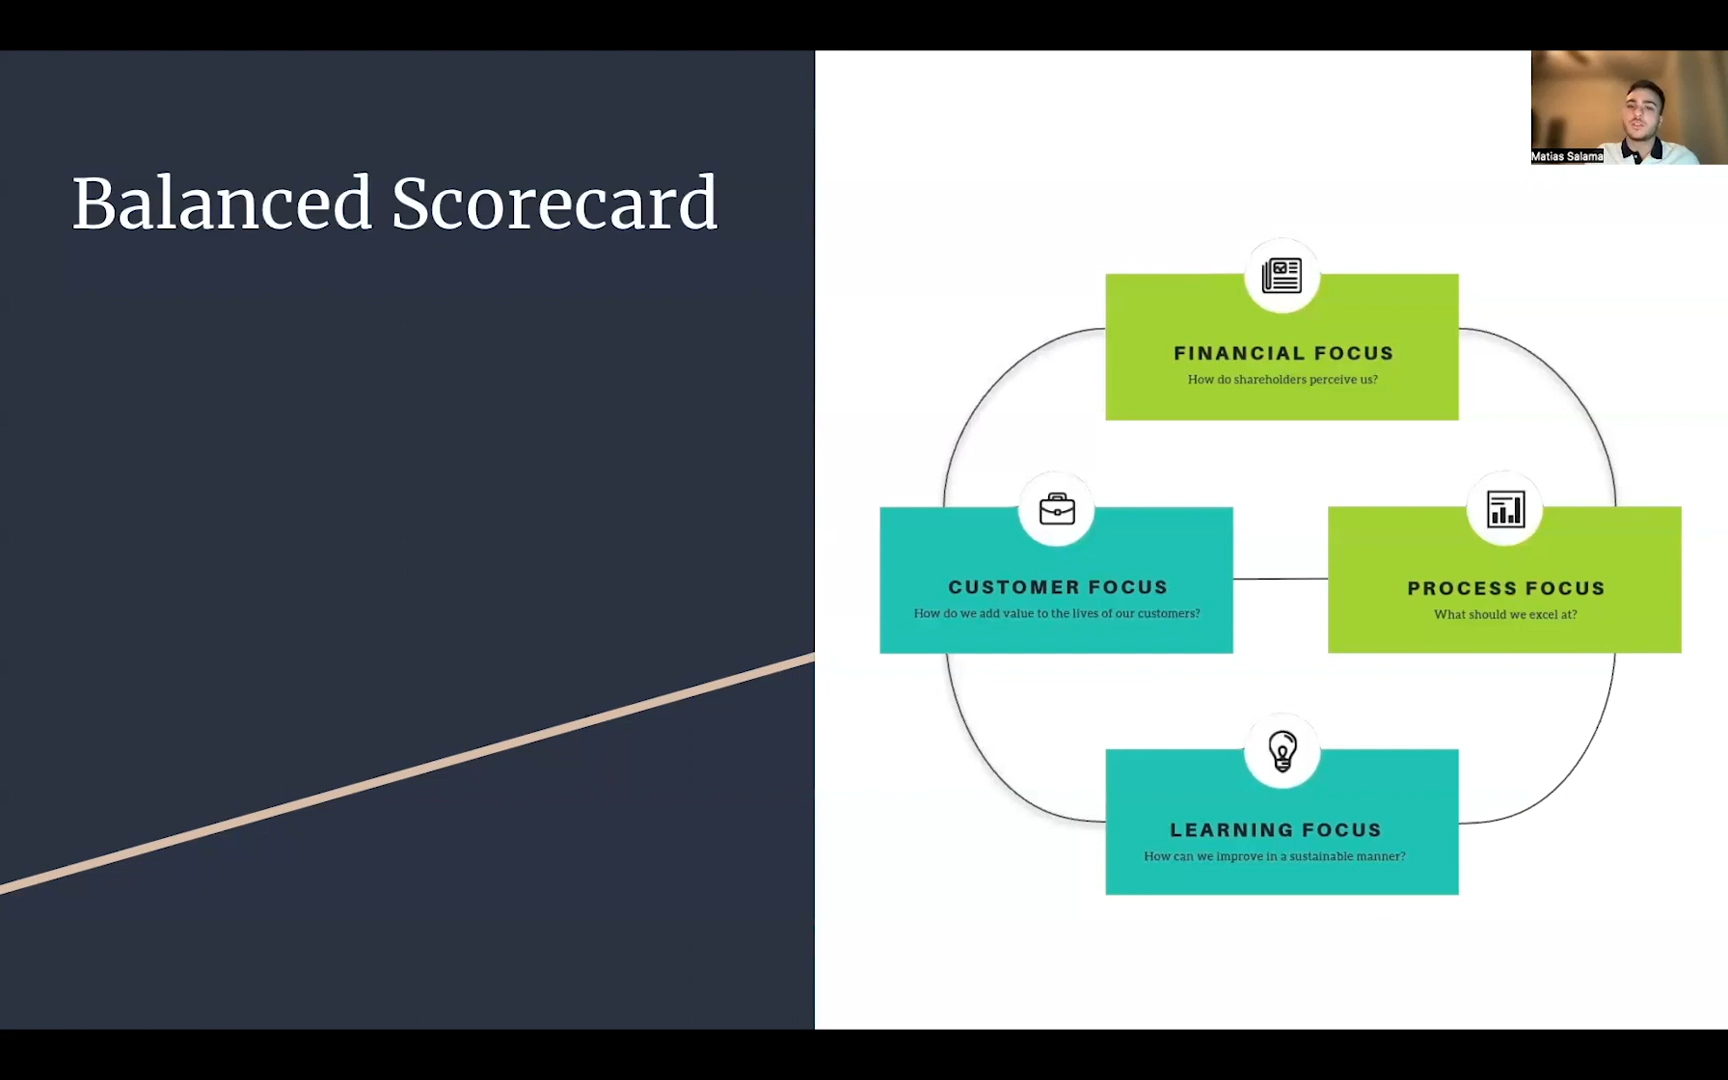 Balanced Scorecard
Matias Salama
FINANCIAL FOCUS
How do shareholders perceive us?
CUSTOMER FOCUS
How do we add value to the lives of our customers?
PROCESS FOCUS
What should we excel at?
LEARNING FOCUS
How can we improve in a sustainable manner?